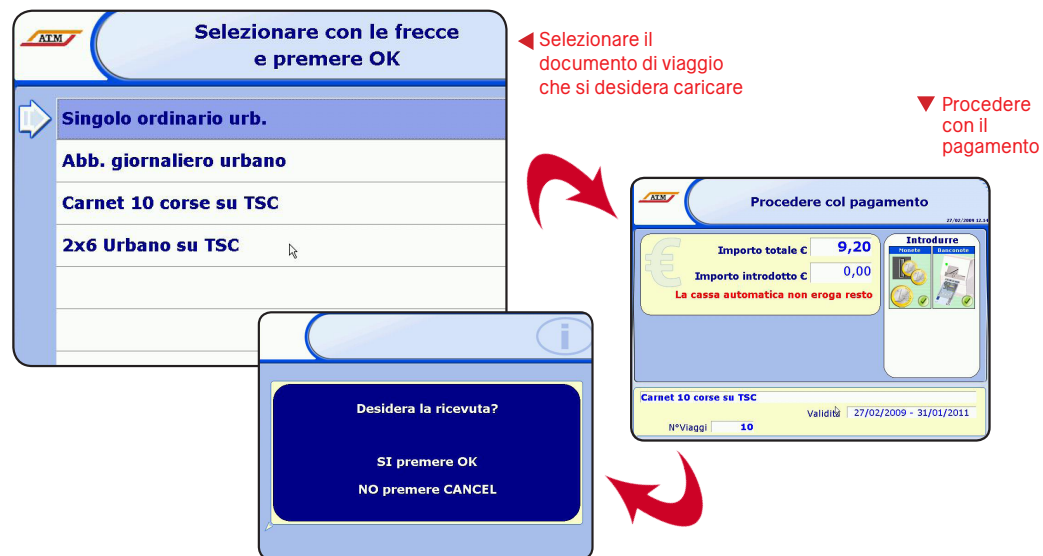 ATM
Selezionare con le frecce
e premere OK
Singolo ordinario urb.
Abb. giornaliero urbano
Carnet 10 corse su TSC
2x6 Urbano su TSC
Selezionare il
documento di viaggio
che si desidera caricare
Procedere
con il
pagamento
ATM
Procedere col pagamento
27/02/2009 12.34
Importo totale € 9,20
Importo introdotto € 0,00
La cassa automatica non eroga resto
Introdurre
Monete Banconote
Carnet 10 corse su TSC
Validità 27/02/2009 - 31/01/2011
N°Viaggi 10
i
Desidera la ricevuta?
SI premere OK
NO premere CANCEL